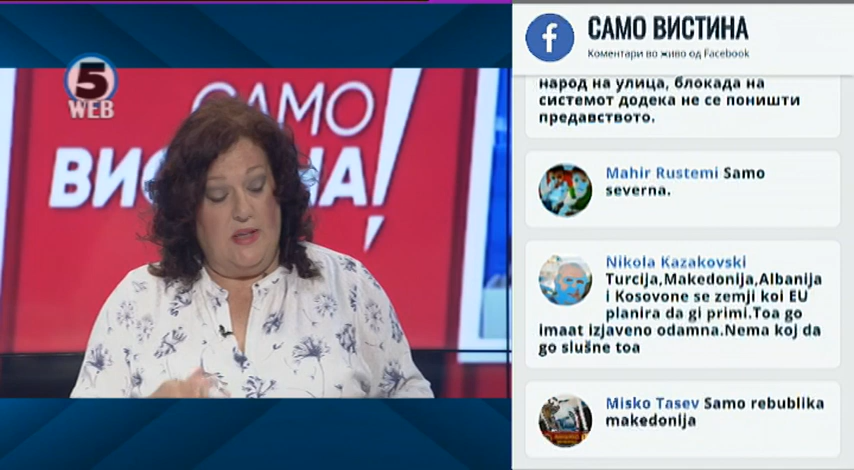 5
WEB
САМО
ВИСТИНА!
САМО ВИСТИНА
Коментари во живо од Facebook
народ на улица, блокада на
системот додека не се поништи
предавството.
Mahir Rustemi Samo
severna.
Nikola Kazakovski
Turcija,Makedonija,Albanija
i Kosovone se zemji koi EU
planira da gi primi.Toa go
imaat izjaveno odamna.Nema koj da
go slušne toa
Misko Tasev Samo rebublika
makedonija